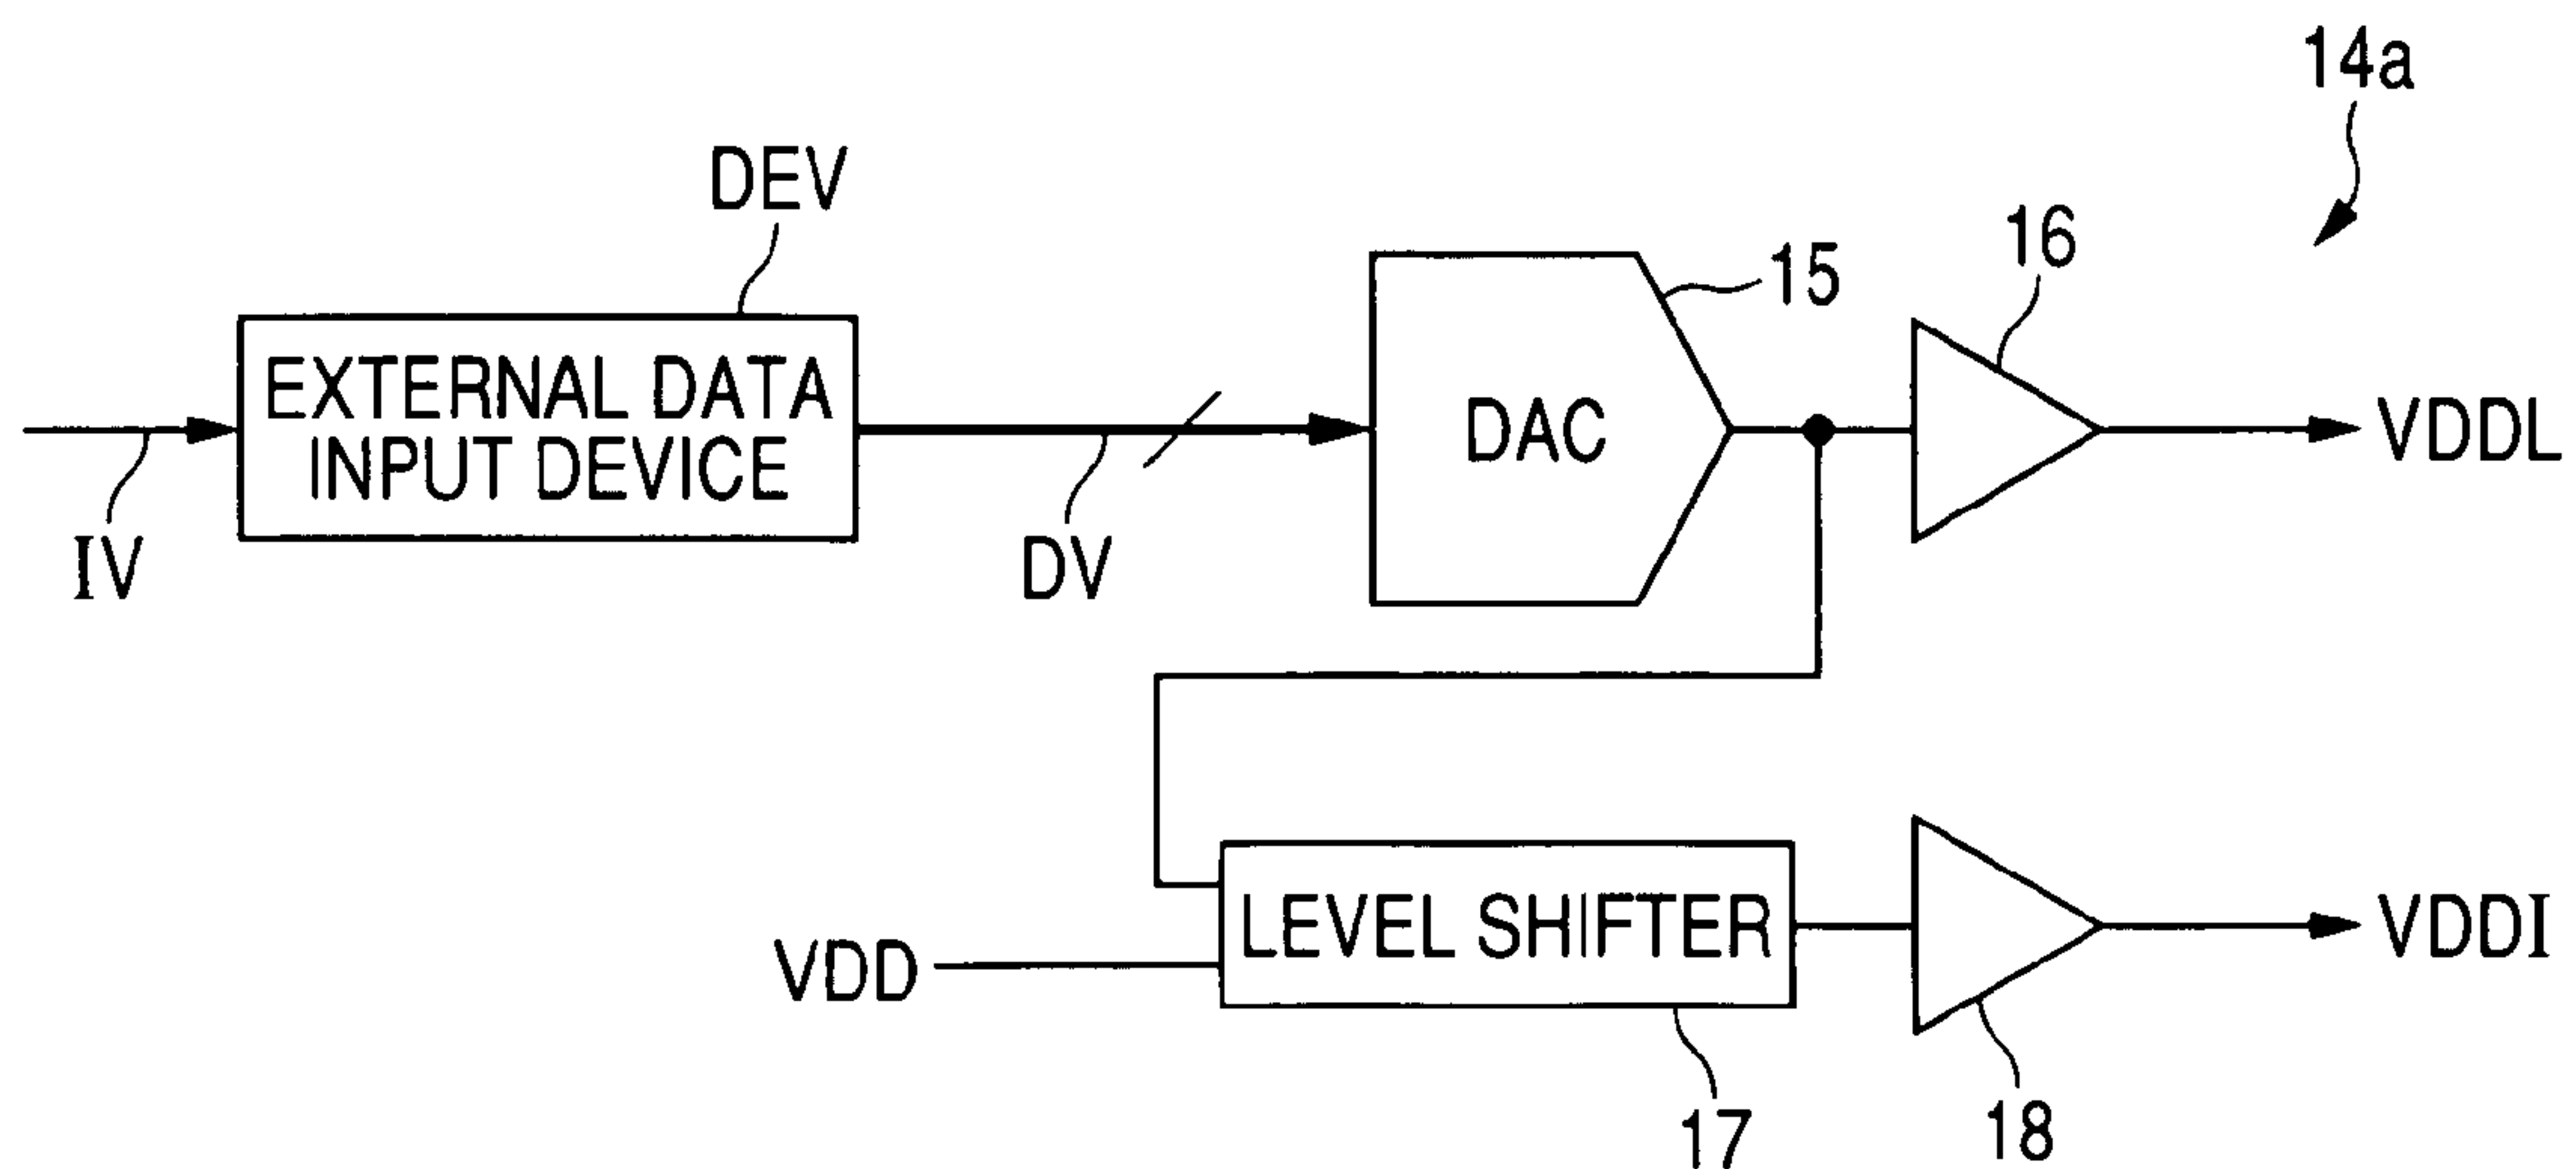 14a
DEV
15
16
EXTERNAL DATA
INPUT DEVICE
DAC
VDDL
IV
DV
VDD
LEVEL SHIFTER
VDDI
17
18